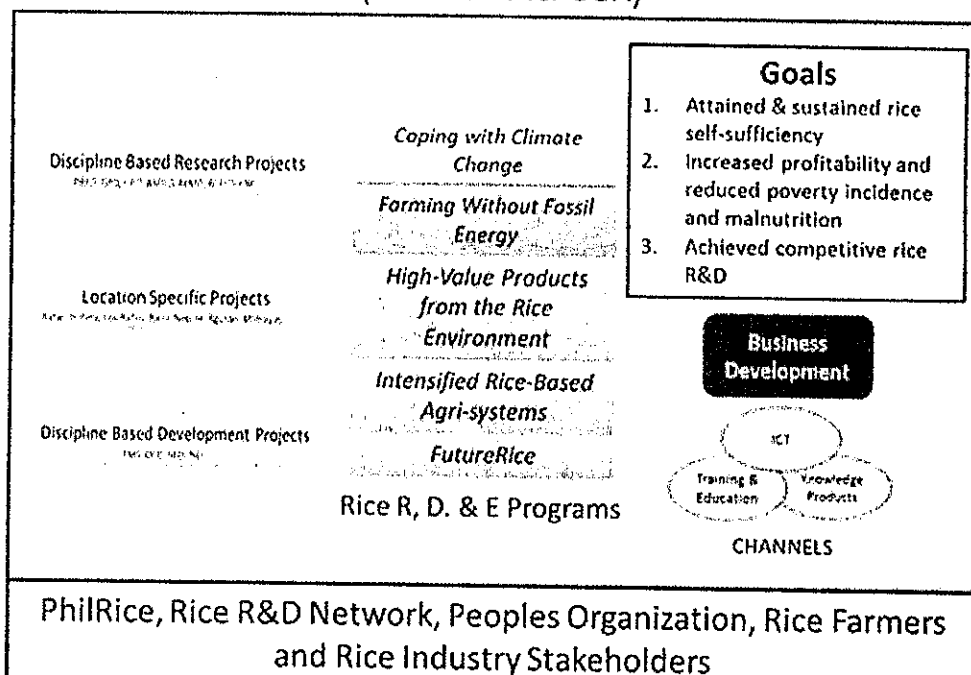 Discipline Based Research Projects
Location Specific Projects
Discipline Based Development Projects
Coping with Climate
Change
Farming Without Fossil
Energy
High-Value Products
from the Rice
Environment
Intensified Rice-Based
Agri-systems
FutureRice
Rice R, D. & E Programs
Goals
1. Attained & sustained rice
self-sufficiency
2. Increased profitability and
reduced poverty incidence
and malnutrition
3. Achieved competitive rice
R&D
Business
Development
ICT
Training &
Education
Knowledge
Products
CHANNELS
PhilRice, Rice R&D Network, Peoples Organization, Rice Farmers
and Rice Industry Stakeholders